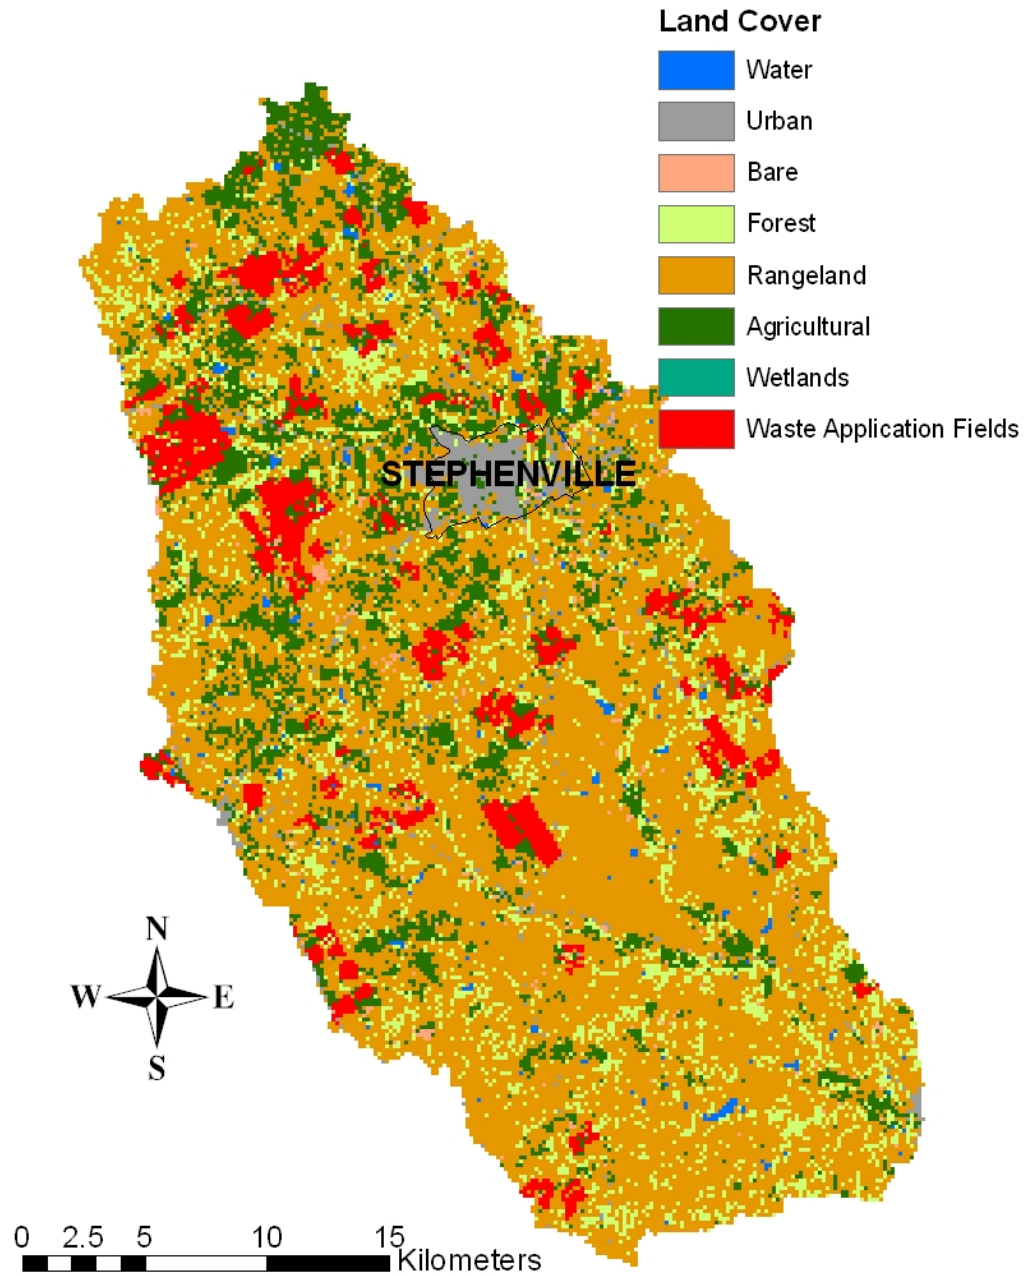 Land Cover
Water
Urban
Bare
Forest
Rangeland
Agricultural
Wetlands
Waste Application Fields
STEPHENVILLE
N
W E
S
0 2.5 5 10 15
Kilometers